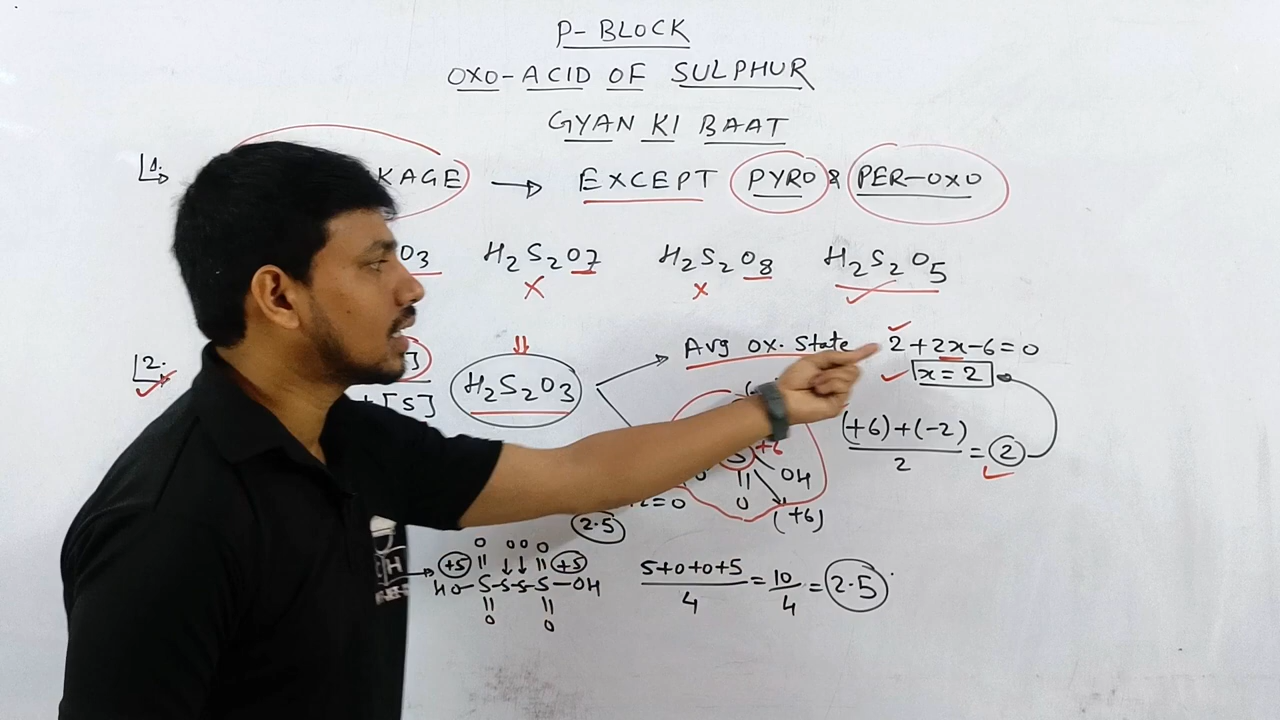 P-BLOCK
OXO-ACID OF SULPHUR
GYAN KI BAAT
1. KAGE → EXCEPT PYRO & PER-OXO
O3 H2S2O7 H2S2O8 H2S2O5
× ×
2. ] H2S2O3 → Avg OX. State 2+2x-6=0
+[S] x=2
(+6)+(-2)/2 = 2
S +6
O OH
=0 O (+6)
2.5
O O O O
+5 +5
HO-S-S-S-S-OH
O O
5+0+0+5/4 = 10/4 = 2.5